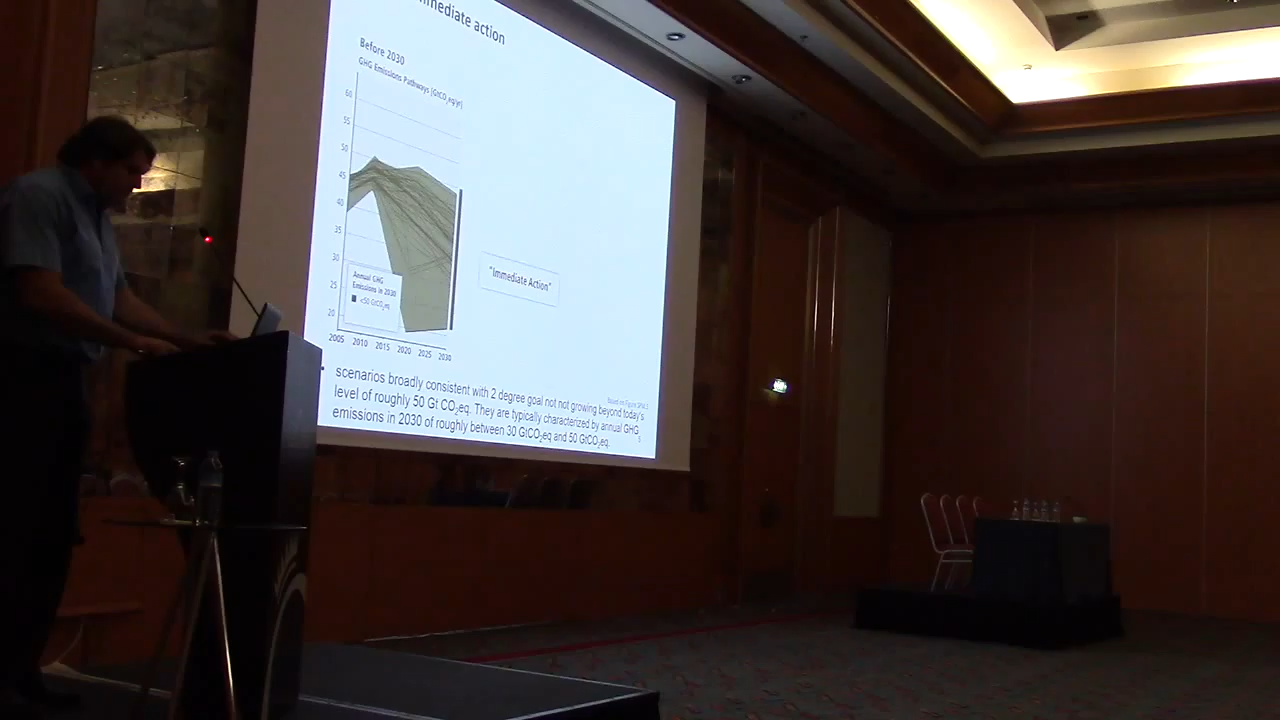 mmediate action
Before 2030
GHG Emissions Pathways [GtCO₂eq/yr]
60
55
50
45
40
35
30
25
20
Annual GHG
Emissions in 2030
<50 GtCO₂eq
2005 2010 2015 2020 2025 2030
"Immediate Action"
• scenarios broadly consistent with 2 degree goal not not growing beyond today's
level of roughly 50 Gt CO₂eq. They are typically characterized by annual GHG
emissions in 2030 of roughly between 30 GtCO₂eq and 50 GtCO₂eq.